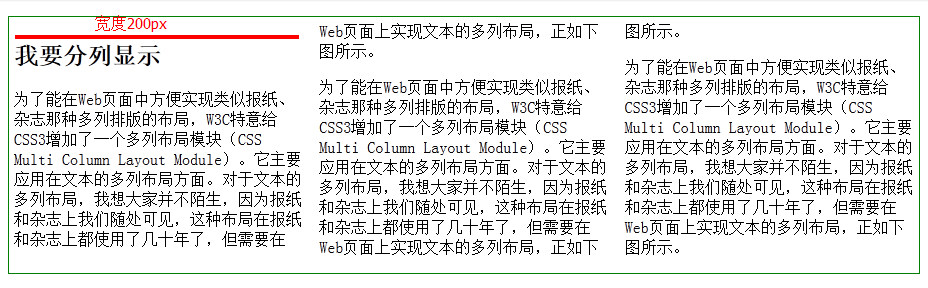 宽度200px
我要分列显示
为了能在Web页面中方便实现类似报纸、
杂志那种多列排版的布局，W3C特意给
CSS3增加了一个多列布局模块（CSS
Multi Column Layout Module）。它主要
应用在文本的多列布局方面。对于文本的
多列布局，我想大家并不陌生，因为报纸
和杂志上我们随处可见，这种布局在报纸
和杂志上都使用了几十年了，但需要在
Web页面上实现文本的多列布局，正如下
图所示。
为了能在Web页面中方便实现类似报纸、
杂志那种多列排版的布局，W3C特意给
CSS3增加了一个多列布局模块（CSS
Multi Column Layout Module）。它主要
应用在文本的多列布局方面。对于文本的
多列布局，我想大家并不陌生，因为报纸
和杂志上我们随处可见，这种布局在报纸
和杂志上都使用了几十年了，但需要在
Web页面上实现文本的多列布局，正如下
图所示。
为了能在Web页面中方便实现类似报纸、
杂志那种多列排版的布局，W3C特意给
CSS3增加了一个多列布局模块（CSS
Multi Column Layout Module）。它主要
应用在文本的多列布局方面。对于文本的
多列布局，我想大家并不陌生，因为报纸
和杂志上我们随处可见，这种布局在报纸
和杂志上都使用了几十年了，但需要在
Web页面上实现文本的多列布局，正如下
图所示。